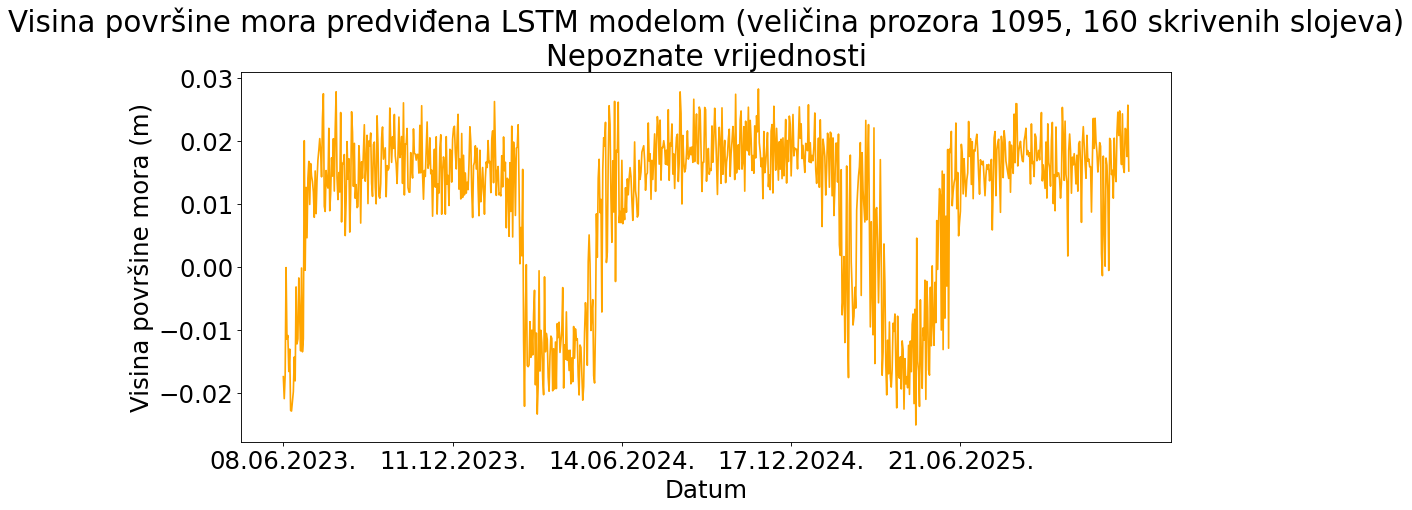 Visina površine mora predviđena LSTM modelom (veličina prozora 1095, 160 skrivenih slojeva)
Nepoznate vrijednosti
Visina površine mora (m)
0.03
0.02
0.01
0.00
−0.01
−0.02
08.06.2023. 11.12.2023. 14.06.2024. 17.12.2024. 21.06.2025.
Datum